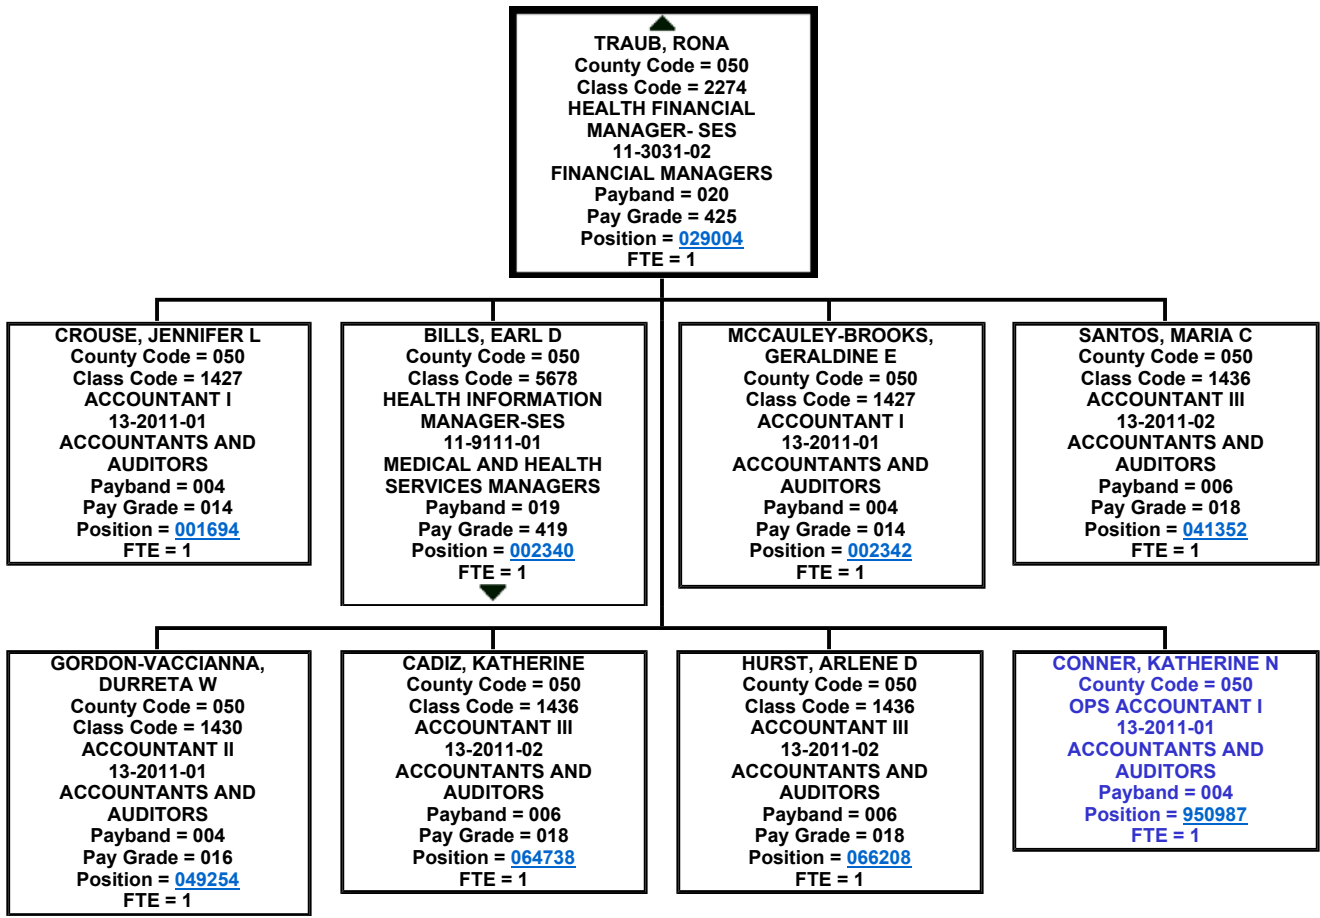 TRAUB, RONA
County Code = 050
Class Code = 2274
HEALTH FINANCIAL
MANAGER- SES
11-3031-02
FINANCIAL MANAGERS
Payband = 020
Pay Grade = 425
Position = 029004
FTE = 1
CROUSE, JENNIFER L
County Code = 050
Class Code = 1427
ACCOUNTANT I
13-2011-01
ACCOUNTANTS AND
AUDITORS
Payband = 004
Pay Grade = 014
Position = 001694
FTE = 1
BILLS, EARL D
County Code = 050
Class Code = 5678
HEALTH INFORMATION
MANAGER-SES
11-9111-01
MEDICAL AND HEALTH
SERVICES MANAGERS
Payband = 019
Pay Grade = 419
Position = 002340
FTE = 1
MCCAULEY-BROOKS,
GERALDINE E
County Code = 050
Class Code = 1427
ACCOUNTANT I
13-2011-01
ACCOUNTANTS AND
AUDITORS
Payband = 004
Pay Grade = 014
Position = 002342
FTE = 1
SANTOS, MARIA C
County Code = 050
Class Code = 1436
ACCOUNTANT III
13-2011-02
ACCOUNTANTS AND
AUDITORS
Payband = 006
Pay Grade = 018
Position = 041352
FTE = 1
GORDON-VACCIANNA,
DURRETA W
County Code = 050
Class Code = 1430
ACCOUNTANT II
13-2011-01
ACCOUNTANTS AND
AUDITORS
Payband = 004
Pay Grade = 016
Position = 049254
FTE = 1
CADIZ, KATHERINE
County Code = 050
Class Code = 1436
ACCOUNTANT III
13-2011-02
ACCOUNTANTS AND
AUDITORS
Payband = 006
Pay Grade = 018
Position = 064738
FTE = 1
HURST, ARLENE D
County Code = 050
Class Code = 1436
ACCOUNTANT III
13-2011-02
ACCOUNTANTS AND
AUDITORS
Payband = 006
Pay Grade = 018
Position = 066208
FTE = 1
CONNER, KATHERINE N
County Code = 050
OPS ACCOUNTANT I
13-2011-01
ACCOUNTANTS AND
AUDITORS
Payband = 004
Position = 950987
FTE = 1